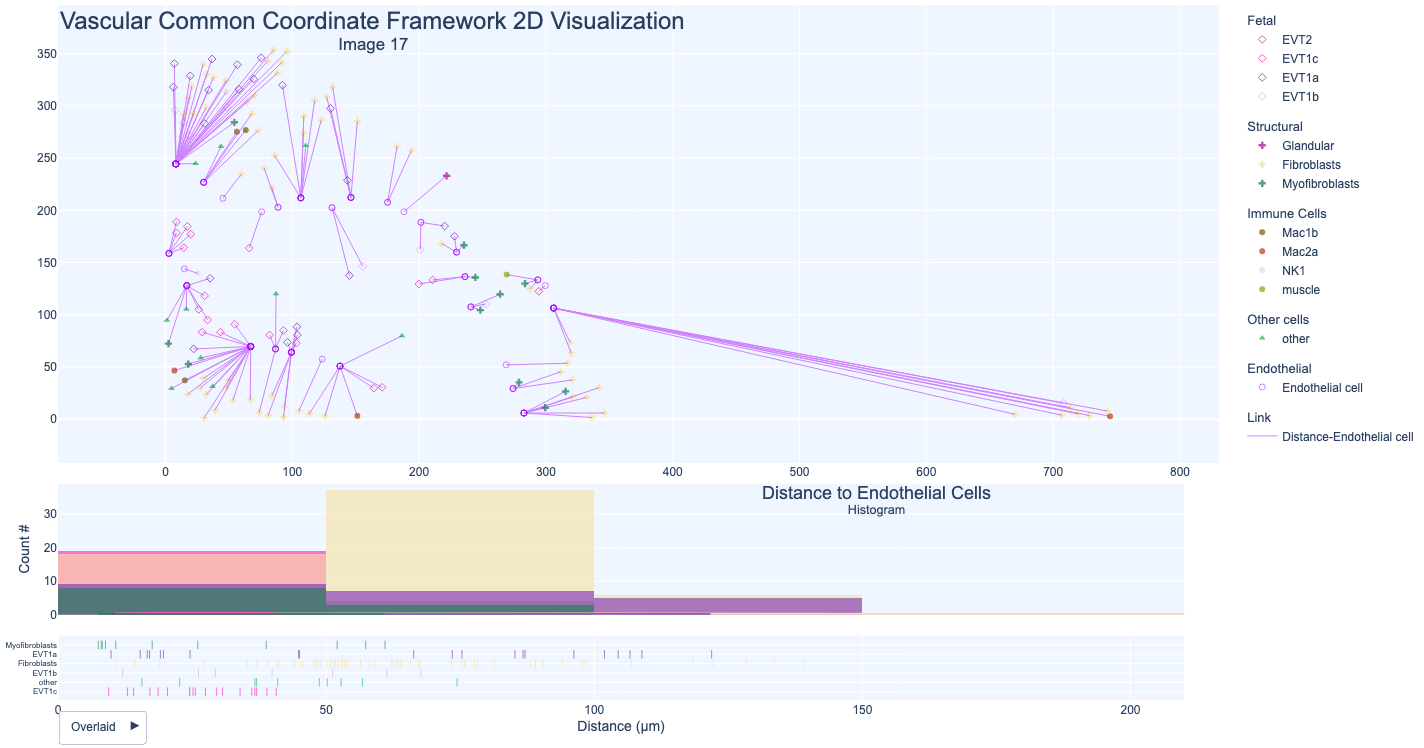 Vascular Common Coordinate Framework 2D Visualization
Image 17
350
300
250
200
150
100
50
0
0 100 200 300 400 500 600 700 800
Fetal
EVT2
EVT1c
EVT1a
EVT1b
Structural
Glandular
Fibroblasts
Myofibroblasts
Immune Cells
Mac1b
Mac2a
NK1
muscle
Other cells
other
Endothelial
Endothelial cell
Link
Distance-Endothelial cell
Distance to Endothelial Cells
Histogram
Count #
30
20
10
0
Myofibroblasts
EVT1a
Fibroblasts
EVT1b
other
EVT1c
0 50 100 150 200
Distance (μm)
Overlaid ►